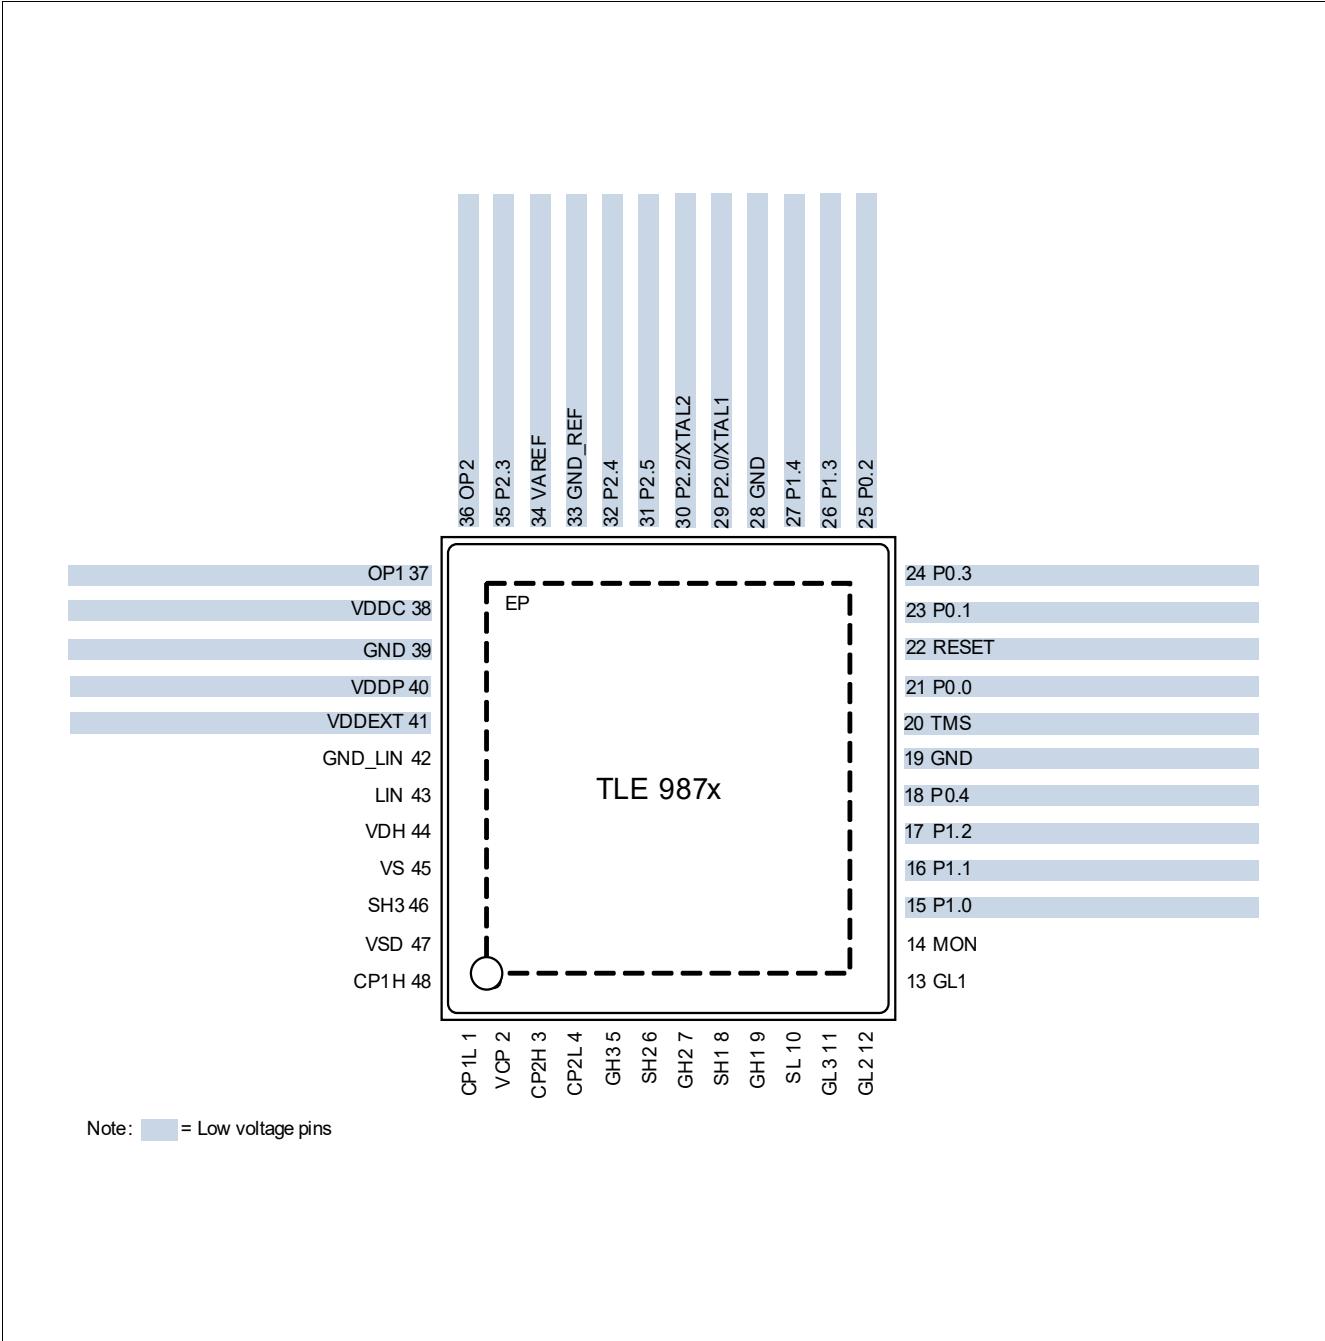 36 OP2
35 P2.3
34 VAREF
33 GND_REF
32 P2.4
31 P2.5
30 P2.2/XTAL2
29 P2.0/XTAL1
28 GND
27 P1.4
26 P1.3
25 P0.2
OP1 37
VDDC 38
GND 39
VDDP 40
VDDEXT 41
GND_LIN 42
LIN 43
VDH 44
VS 45
SH3 46
VSD 47
CP1H 48
EP
TLE 987x
24 P0.3
23 P0.1
22 RESET
21 P0.0
20 TMS
19 GND
18 P0.4
17 P1.2
16 P1.1
15 P1.0
14 MON
13 GL1
CP1L 1
VCP 2
CP2H 3
CP2L 4
GH3 5
SH2 6
GH2 7
SH1 8
GH1 9
SL 10
GL3 11
GL2 12
Note: = Low voltage pins